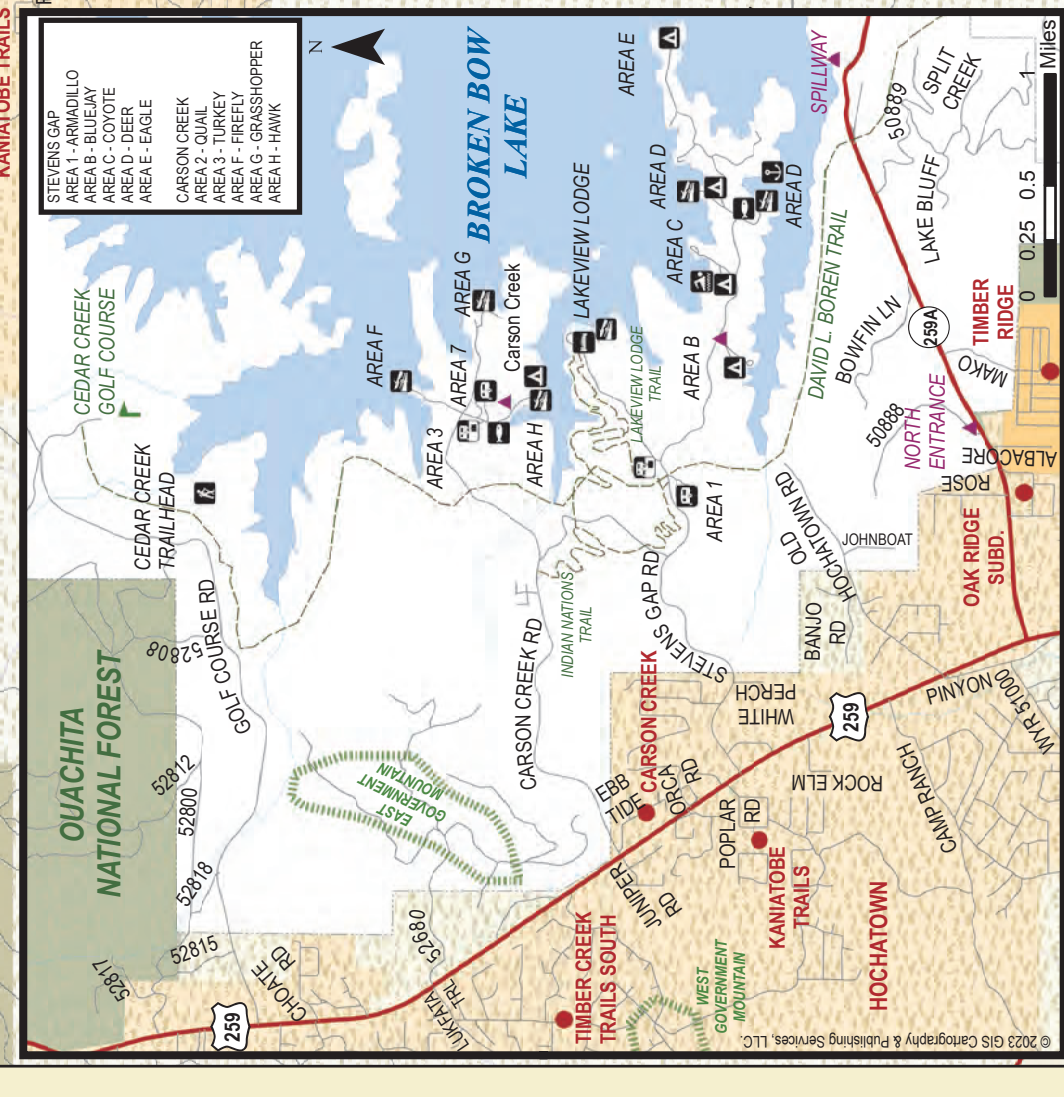 KANIATOBE TRAILS
STEVENS GAP
AREA 1 - ARMADILLO
AREA B - BLUEJAY
AREA C - COYOTE
AREA D - DEER
AREA E - EAGLE
CARSON CREEK
AREA 2 - QUAIL
AREA 3 - TURKEY
AREA F - FIREFLY
AREA G - GRASSHOPPER
AREA H - HAWK
N
BROKEN BOW
LAKE
AREA E
CEDAR CREEK
GOLF COURSE
AREA F
AREA G
AREA 7
Carson Creek
LAKEVIEW LODGE
AREA D
AREA C
AREA D
SPILLWAY
CEDAR CREEK
TRAILHEAD
AREA 3
AREA H
LAKEVIEW LODGE
TRAIL
AREA B
DAVID L. BOREN TRAIL
50889
SPLIT
CREEK
LAKE BLUFF
BOWFIN LN
259A
TIMBER
RIDGE
MAKO
0
0.25
0.5
1
Miles
OUACHITA
NATIONAL FOREST
52808
GOLF COURSE RD
52812
52800
52818
52815
52817
EAST
GOVERNMENT
MOUNTAIN
CARSON CREEK RD
INDIAN NATIONS
TRAIL
STEVENS GAP RD
AREA 1
OLD
HOCHATOWN RD
JOHNBOAT
50888
NORTH
ENTRANCE
ALBACORE
ROSE
OAK RIDGE
SUBD.
BANJO
RD
CARSON CREEK
EBB
TIDE
ORCA
RD
WHITE
PERCH
259
PINYON
WYR 51000
CAMP RANCH
ROCK ELM
POPLAR
RD
KANIATOBE
TRAILS
JUNIPER
RD
HOCHATOWN
WEST
GOVERNMENT
MOUNTAIN
TIMBER CREEK
TRAILS SOUTH
52680
LUKFATA
TRL
CHOATE
RD
259
© 2023 GIS Cartography & Publishing Services, LLC.